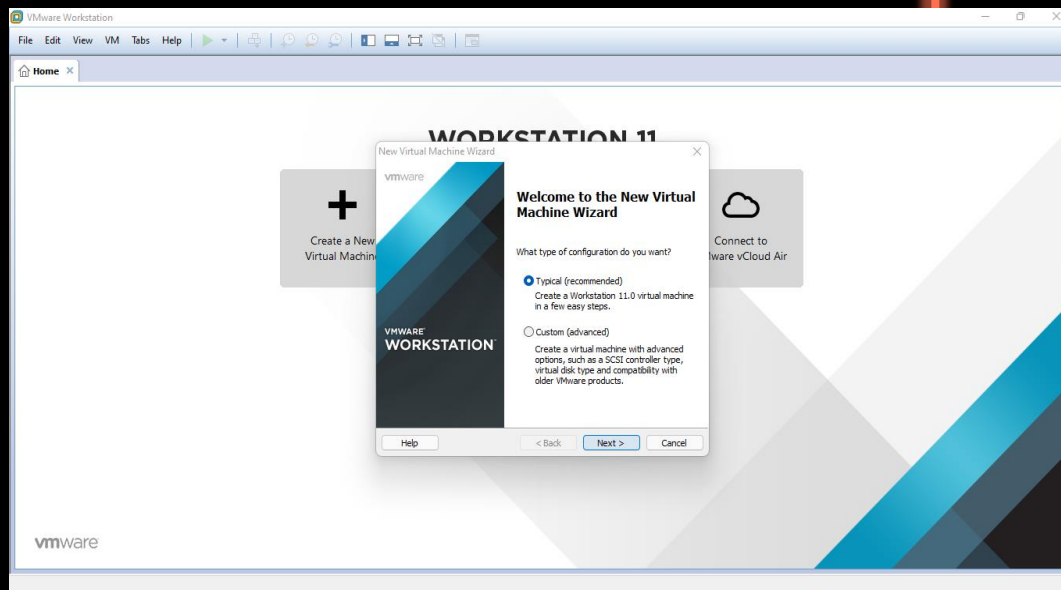 VMware Workstation
File Edit View VM Tabs Help
Home
WORKSTATION 11
New Virtual Machine Wizard
vmware
Welcome to the New Virtual
Machine Wizard
What type of configuration do you want?
Typical (recommended)
Create a Workstation 11.0 virtual machine
in a few easy steps.
Custom (advanced)
Create a virtual machine with advanced
options, such as a SCSI controller type,
virtual disk type and compatibility with
older VMware products.
VMWARE
WORKSTATION
Help < Back Next > Cancel
Create a New
Virtual Machin
Connect to
Mware vCloud Air
vmware